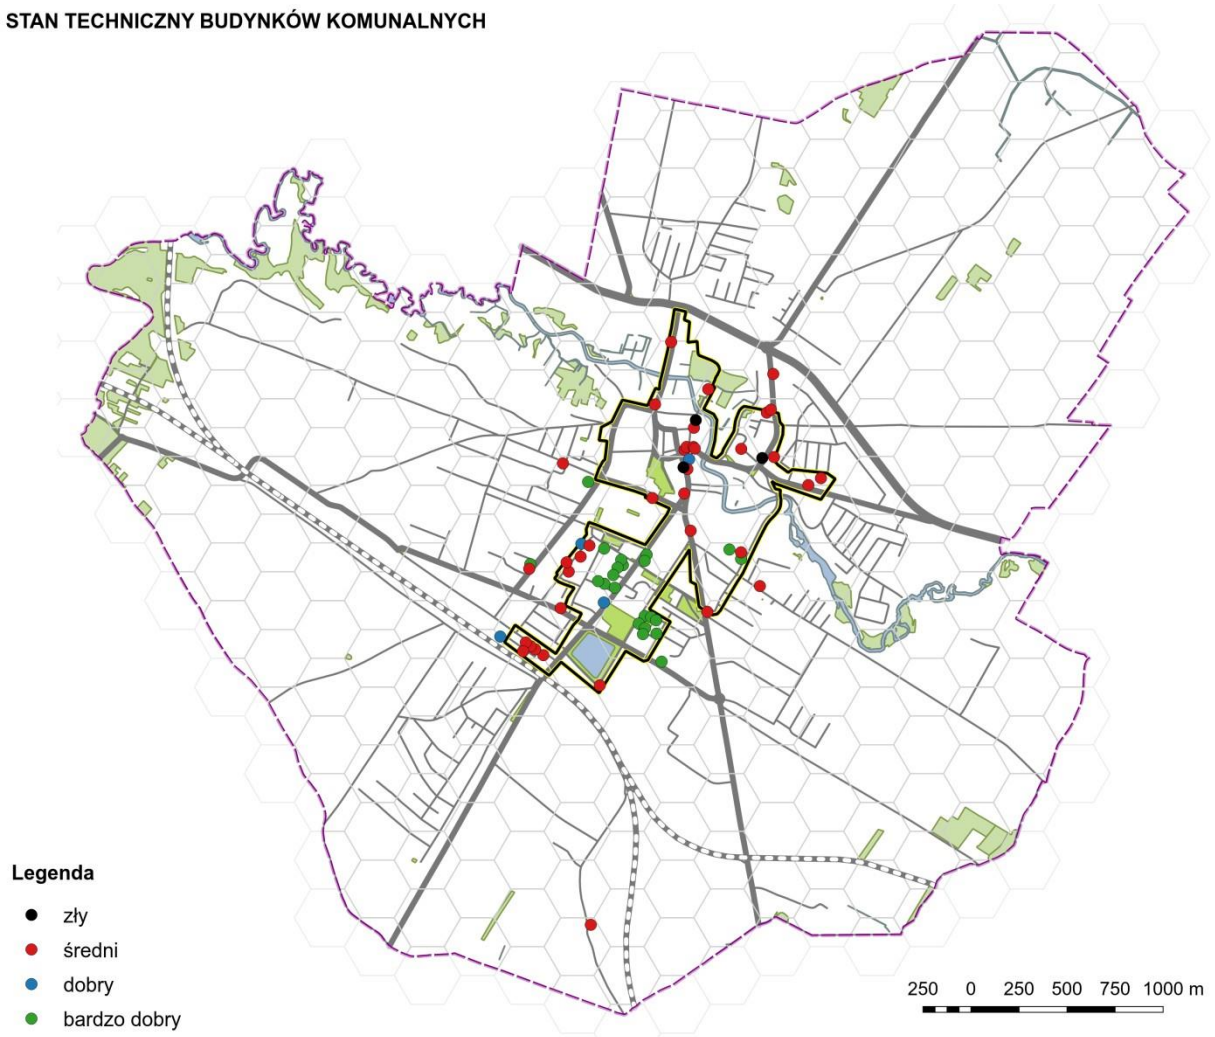 STAN TECHNICZNY BUDYNKÓW KOMUNALNYCH
Legenda
zły
średni
dobry
bardzo dobry
250 0 250 500 750 1000 m